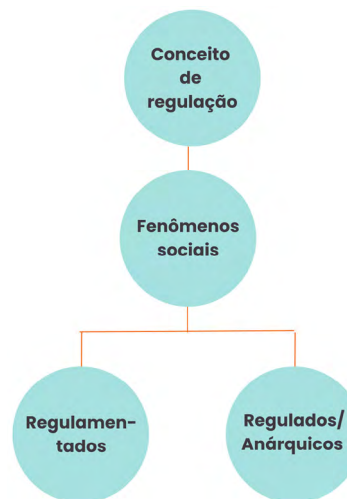 Conceito
de
regulação
Fenômenos
sociais
Regulamen-
tados
Regulados/
Anárquicos